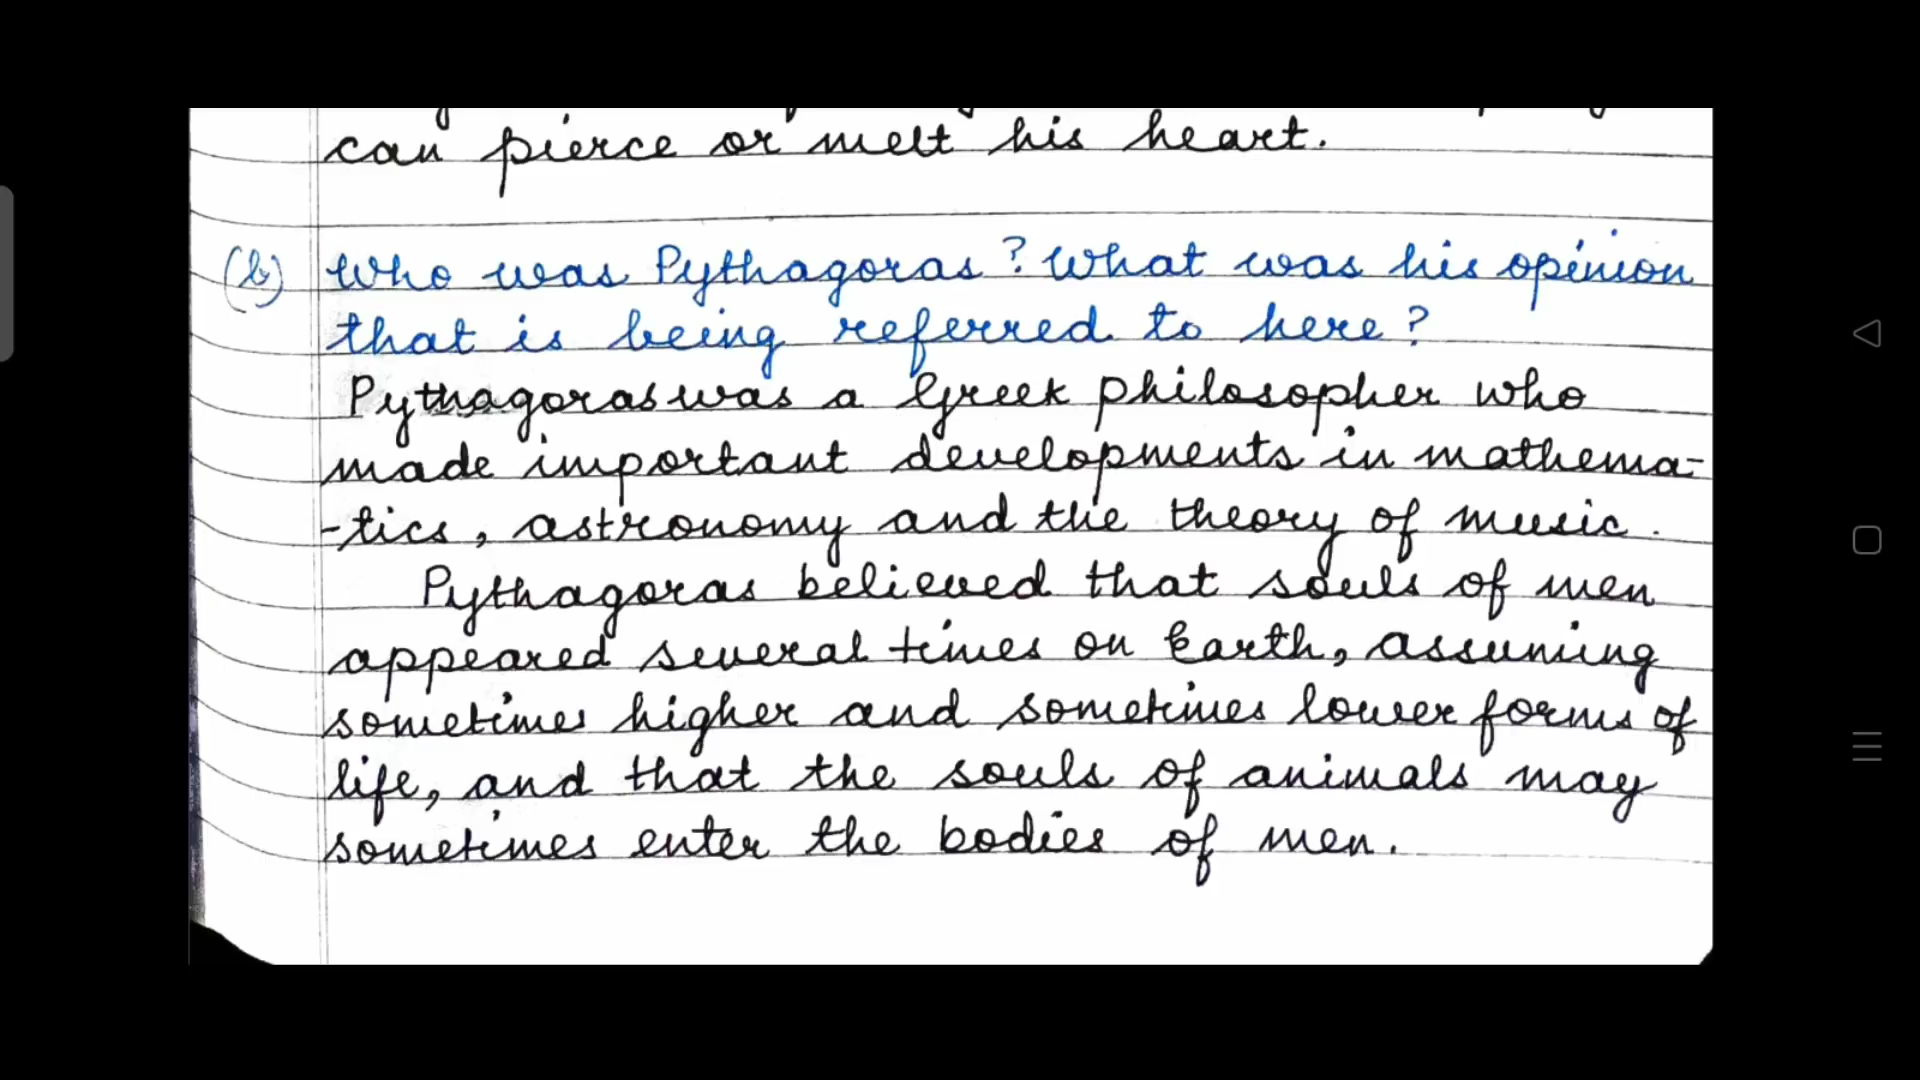 can pierce or melt his heart.
(b) Who was Pythagoras? What was his opinion
that is being referred to here?
Pythagoras was a Greek philosopher who
made important developments in mathema-
-tics, astronomy and the theory of music.
Pythagoras believed that souls of men
appeared several times on Earth, assuming
sometimes higher and sometimes lower forms of
life, and that the souls of animals may
sometimes enter the bodies of men.